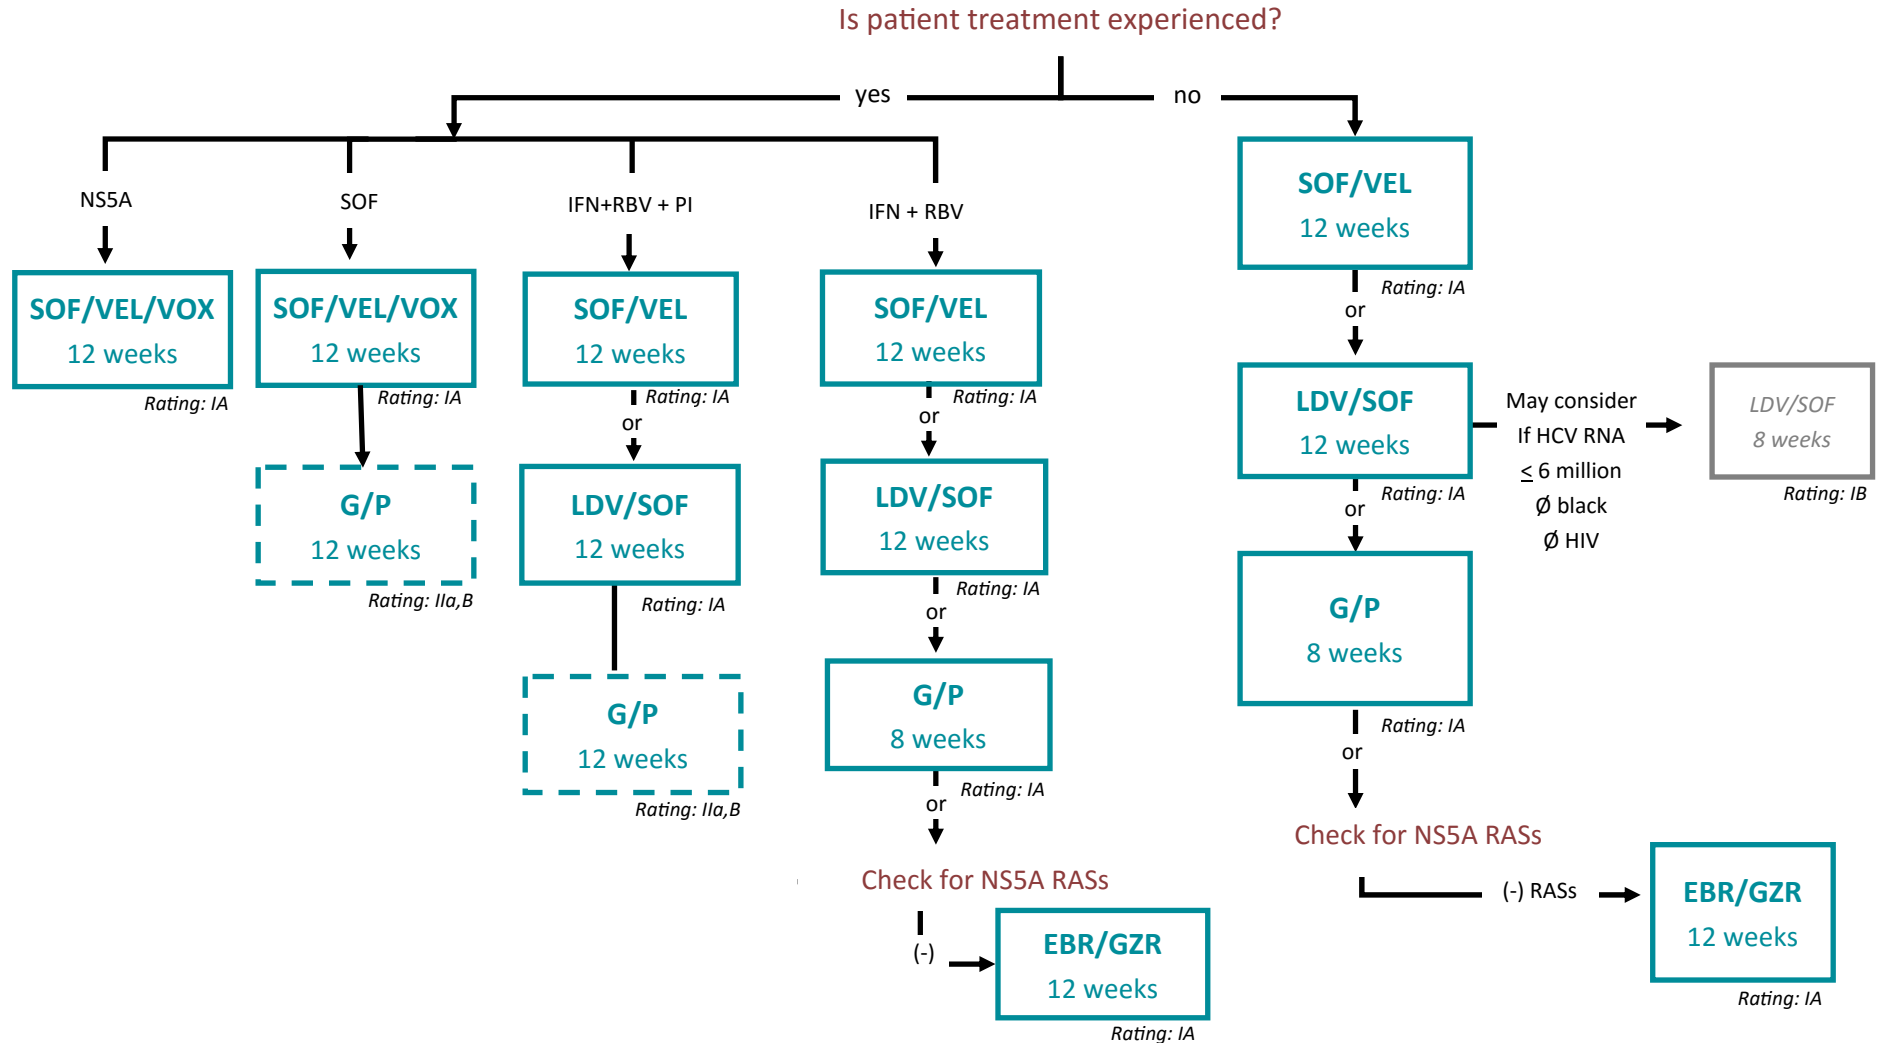 Is patient treatment experienced?
yes
no
NS5A
SOF/VEL/VOX
12 weeks
Rating: IA
SOF
SOF/VEL/VOX
12 weeks
Rating: IA
G/P
12 weeks
Rating: IIa,B
IFN+RBV + PI
SOF/VEL
12 weeks
Rating: IA
or
LDV/SOF
12 weeks
Rating: IA
G/P
12 weeks
Rating: IIa,B
IFN + RBV
SOF/VEL
12 weeks
Rating: IA
or
LDV/SOF
12 weeks
Rating: IA
or
G/P
8 weeks
Rating: IA
or
Check for NS5A RASs
(-)
EBR/GZR
12 weeks
Rating: IA
SOF/VEL
12 weeks
Rating: IA
or
LDV/SOF
12 weeks
Rating: IA
May consider
If HCV RNA
≤ 6 million
Ø black
Ø HIV
LDV/SOF
8 weeks
Rating: IB
or
G/P
8 weeks
Rating: IA
or
Check for NS5A RASs
(-) RASs
EBR/GZR
12 weeks
Rating: IA